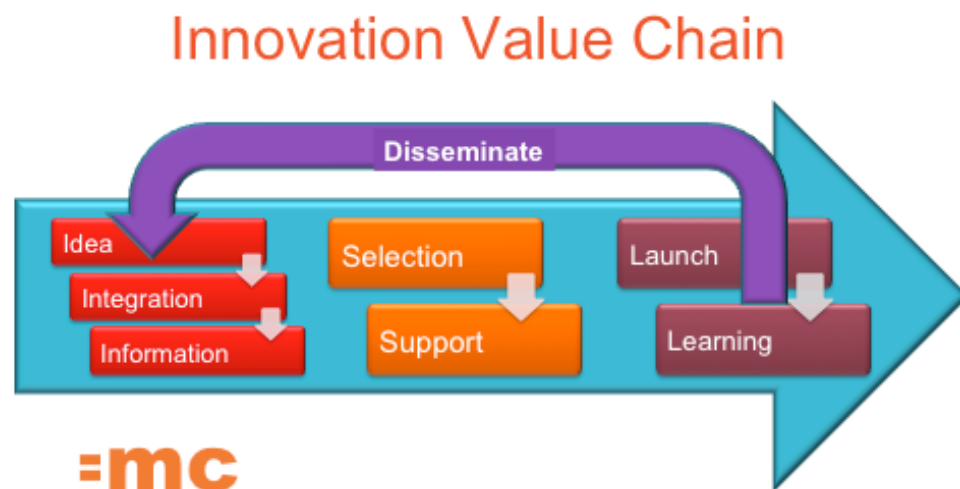 Innovation Value Chain
Disseminate
Idea
Integration
Information
Selection
Support
Launch
Learning
=mc